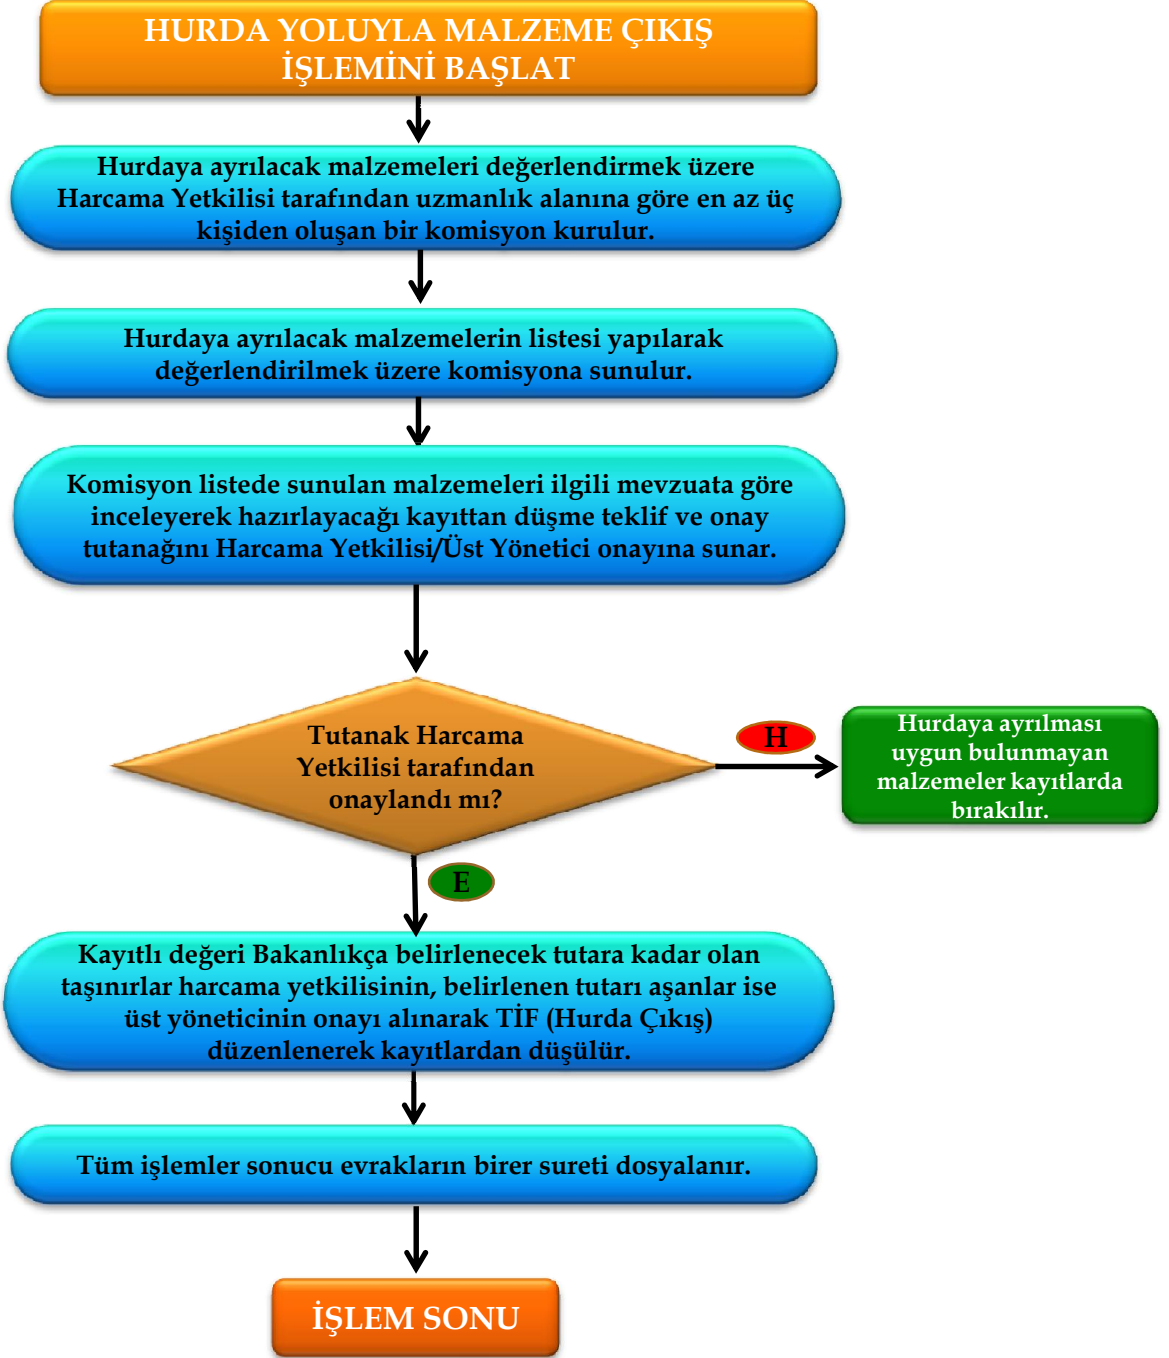 HURDA YOLUYLA MALZEME ÇIKIŞ
İŞLEMİNİ BAŞLAT
Hurdaya ayrılacak malzemeleri değerlendirmek üzere
Harcama Yetkilisi tarafından uzmanlık alanına göre en az üç
kişiden oluşan bir komisyon kurulur.
Hurdaya ayrılacak malzemelerin listesi yapılarak
değerlendirilmek üzere komisyona sunulur.
Komisyon listede sunulan malzemeleri ilgili mevzuata göre
inceleyerek hazırlayacağı kayıttan düşme teklif ve onay
tutanağını Harcama Yetkilisi/Üst Yönetici onayına sunar.
Tutanak Harcama
Yetkilisi tarafından
onaylandı mı?
H
Hurdaya ayrılması
uygun bulunmayan
malzemeler kayıtlarda
bırakılır.
E
Kayıtlı değeri Bakanlıkça belirlenecek tutara kadar olan
taşınırlar harcama yetkilisinin, belirlenen tutarı aşanlar ise
üst yöneticinin onayı alınarak TİF (Hurda Çıkış)
düzenlenerek kayıtlardan düşülür.
Tüm işlemler sonucu evrakların birer sureti dosyalanır.
İŞLEM SONU